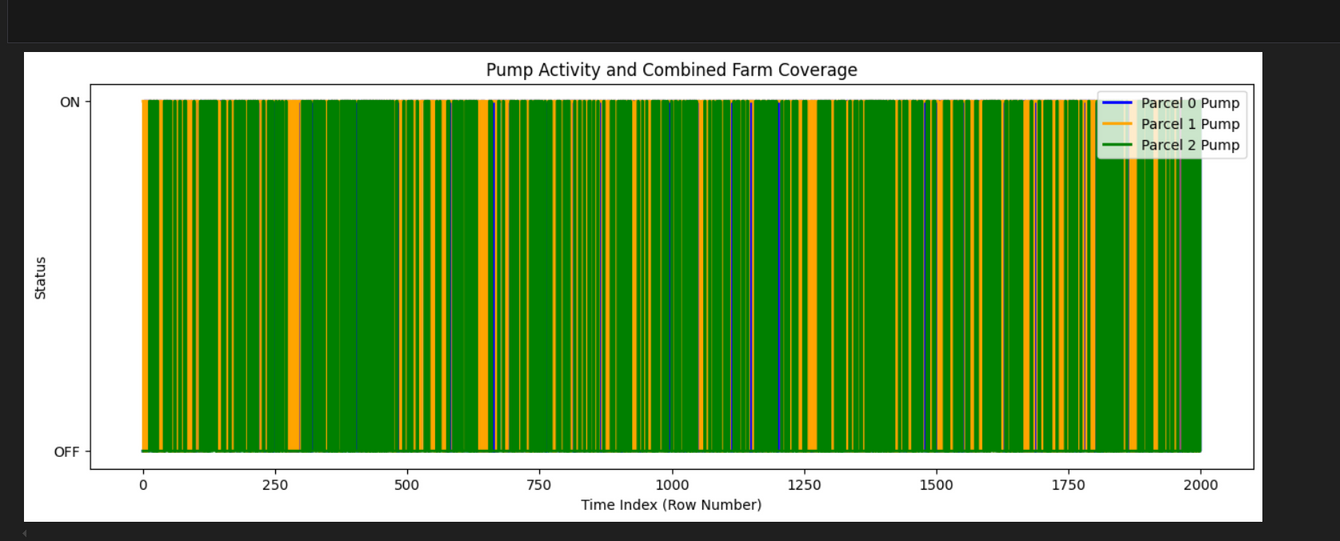 Pump Activity and Combined Farm Coverage
ON
Parcel 0 Pump
Parcel 1 Pump
Parcel 2 Pump
Status
OFF
0 250 500 750 1000 1250 1500 1750 2000
Time Index (Row Number)